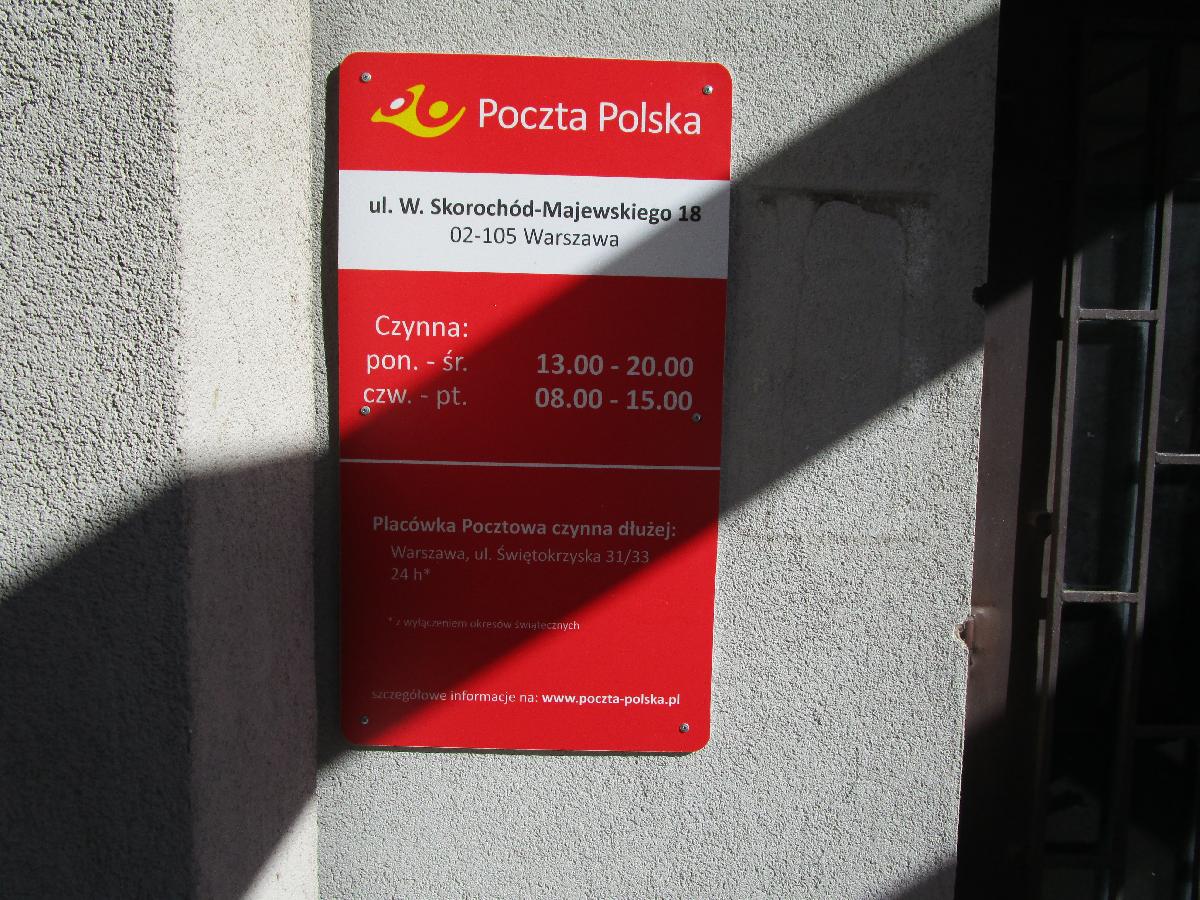 Poczta Polska
ul. W. Skorochód-Majewskiego 18
02-105 Warszawa
Czynna:
pon. - śr. 13.00 - 20.00
czw. - pt. 08.00 - 15.00
Placówka Pocztowa czynna dłużej:
Warszawa, ul. Świętokrzyska 31/33
24 h*
* z wyłączeniem okresów świątecznych
szczegółowe informacje na: www.poczta-polska.pl